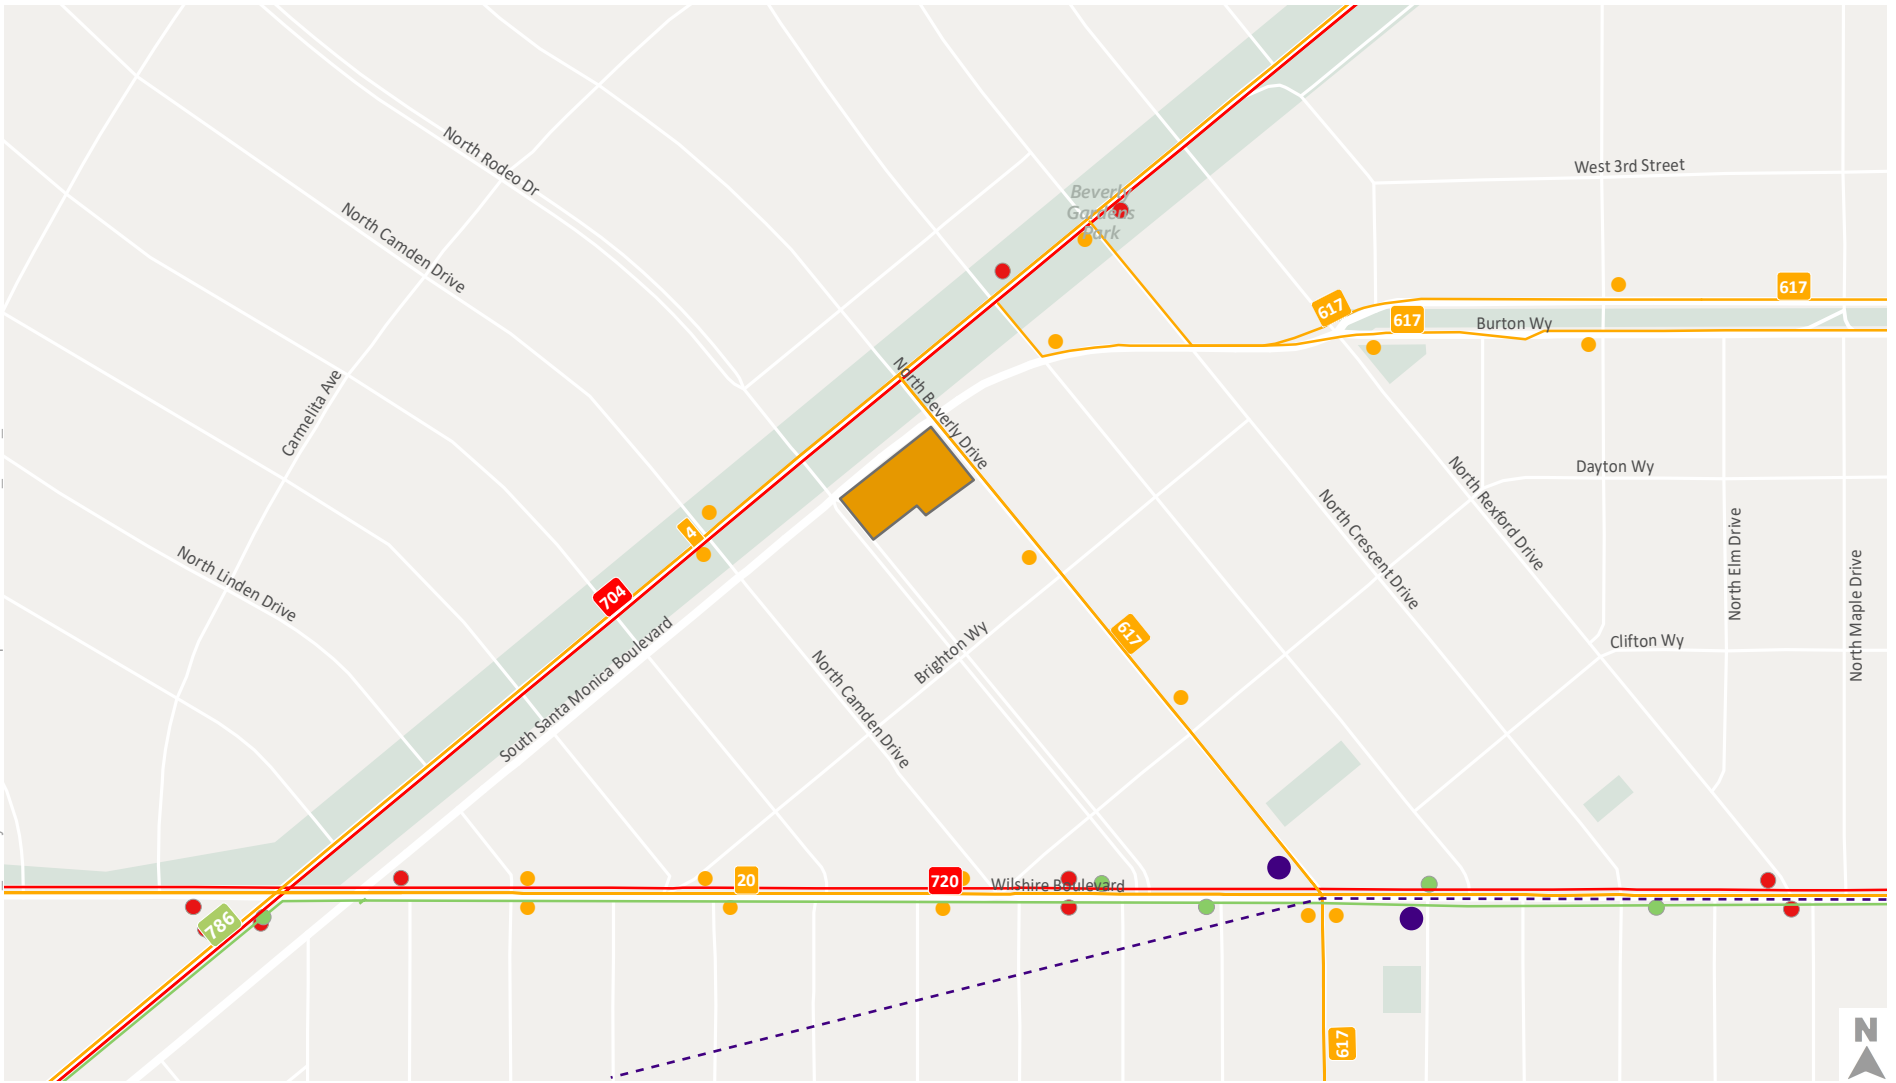 North Rodeo Dr
West 3rd Street
Beverly
Gardens
Park
North Camden Drive
617
617
617
Burton Wy
Carmelita Ave
North Beverly Drive
Dayton Wy
North Rexford Drive
North Crescent Drive
4
North Elm Drive
North Linden Drive
704
North Maple Drive
617
South Santa Monica Boulevard
Brighton Wy
Clifton Wy
North Camden Drive
20
720
Wilshire Boulevard
786
617
N